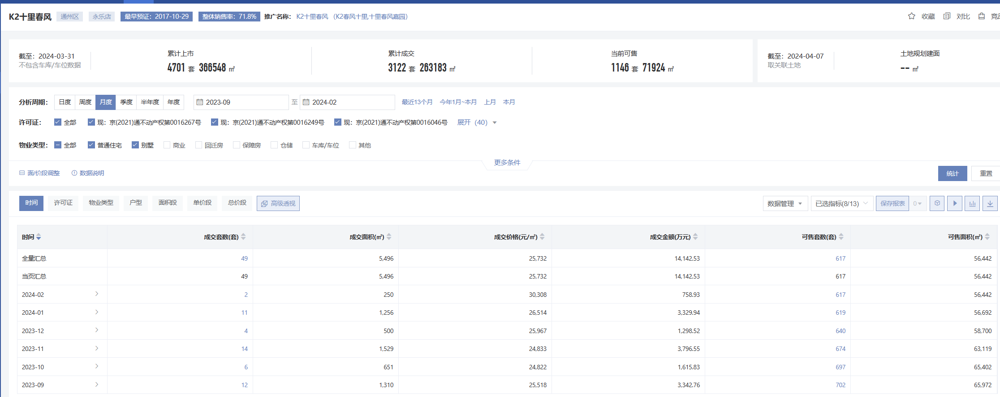 K2十里春风 通州区 永乐店 最早预证：2017-10-29 整体销售率：71.8% 推广名称： K2十里春风 （K2春风十里,十里春风嘉园） 收藏 对比
截至：2024-03-31
不包含车库/车位数据
累计上市
4701 套 366548 ㎡
累计成交
3122 套 263183 ㎡
当前可售
1146 套 71924 ㎡
截至：2024-04-07
取关联土地
土地规划建面
-- ㎡
分析周期： 日度 周度 月度 季度 半年度 年度 2023-09 至 2024-02 最近13个月 今年1月~本月 上月 本月
许可证： 全部 现：京(2021)通不动产权第0016267号 现：京(2021)通不动产权第0016249号 现：京(2021)通不动产权第0016046号 展开（40）
物业类型： 全部 普通住宅 别墅 商业 回迁房 保障房 仓储 车库/车位 其他
更多条件
面/价段调整 数据说明 统计 重置
时间 许可证 物业类型 户型 面积段 单价段 总价段 高级透视 数据管理 已选指标(8/13) 保存报表 0
时间 成交套数(套) 成交面积(㎡) 成交价格(元/㎡) 成交金额(万元) 可售套数(套) 可售面积(㎡)
全量汇总 49 5,496 25,732 14,142.53 617 56,442
当页汇总 49 5,496 25,732 14,142.53 617 56,442
2024-02 2 250 30,308 758.93 617 56,442
2024-01 11 1,256 26,514 3,329.94 619 56,692
2023-12 4 500 25,967 1,298.52 640 58,700
2023-11 14 1,529 24,833 3,796.55 674 63,119
2023-10 6 651 24,822 1,615.83 697 65,402
2023-09 12 1,310 25,518 3,342.76 702 65,972